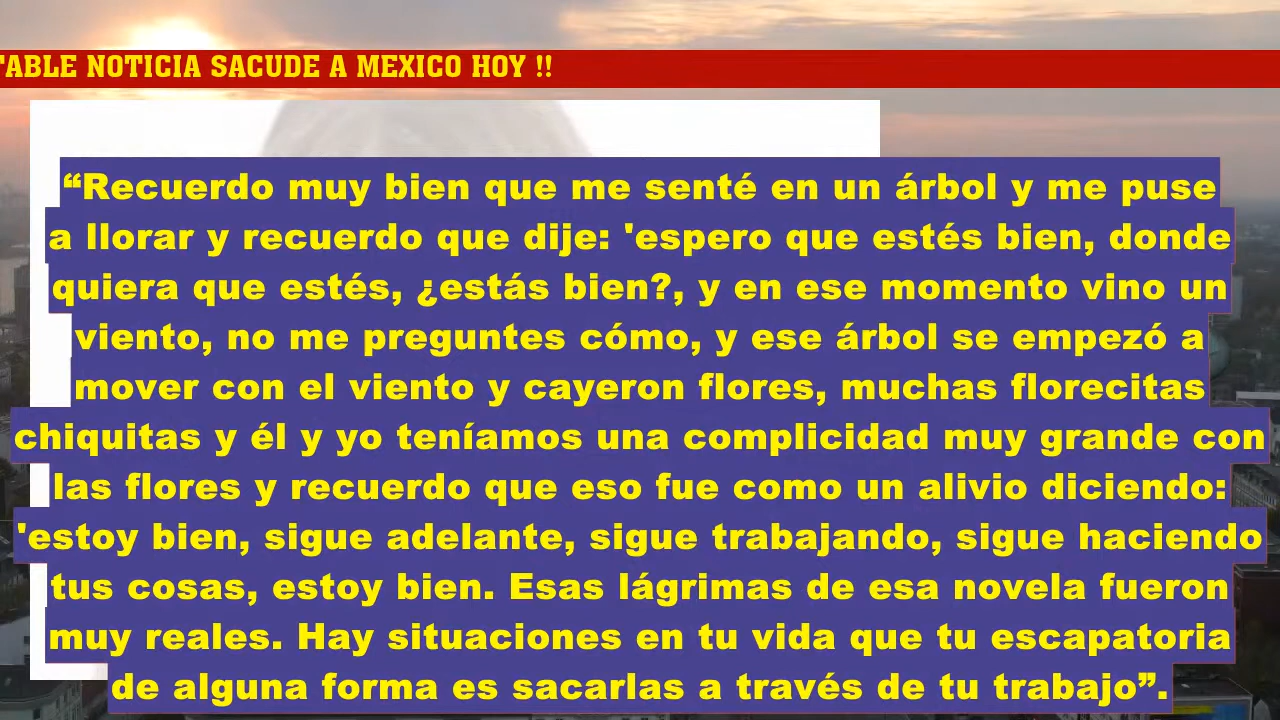 NOTICIA SACUDE A MEXICO HOY !!
“Recuerdo muy bien que me senté en un árbol y me puse
a llorar y recuerdo que dije: 'espero que estés bien, donde
quiera que estés, ¿estás bien?, y en ese momento vino un
viento, no me preguntes cómo, y ese árbol se empezó a
mover con el viento y cayeron flores, muchas florecitas
chiquitas y él y yo teníamos una complicidad muy grande con
las flores y recuerdo que eso fue como un alivio diciendo:
'estoy bien, sigue adelante, sigue trabajando, sigue haciendo
tus cosas, estoy bien. Esas lágrimas de esa novela fueron
muy reales. Hay situaciones en tu vida que tu escapatoria
de alguna forma es sacarlas a través de tu trabajo”.